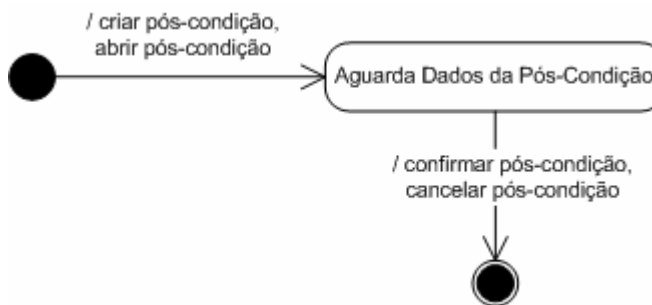 / criar pós-condição,
abrir pós-condição
Aguarda Dados da Pós-Condição
/ confirmar pós-condição,
cancelar pós-condição